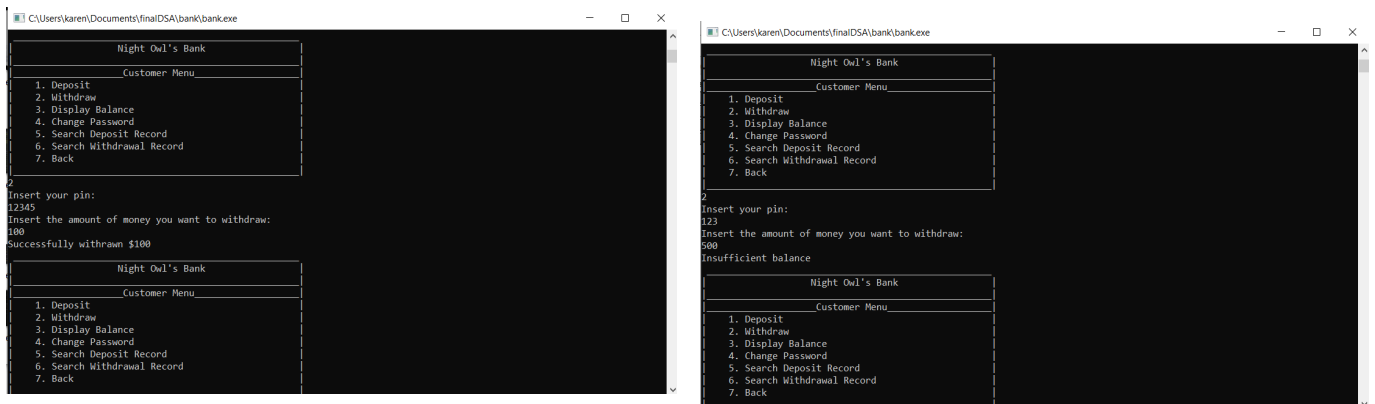 C:\Users\karen\Documents\finalDSA\bank\bank.exe
Night Owl's Bank
Customer Menu
1. Deposit
2. Withdraw
3. Display Balance
4. Change Password
5. Search Deposit Record
6. Search Withdrawal Record
7. Back
2
Insert your pin:
12345
Insert the amount of money you want to withdraw:
100
Successfully withrawn $100
Night Owl's Bank
Customer Menu
1. Deposit
2. Withdraw
3. Display Balance
4. Change Password
5. Search Deposit Record
6. Search Withdrawal Record
7. Back
C:\Users\karen\Documents\finalDSA\bank\bank.exe
Night Owl's Bank
Customer Menu
1. Deposit
2. Withdraw
3. Display Balance
4. Change Password
5. Search Deposit Record
6. Search Withdrawal Record
7. Back
2
Insert your pin:
123
Insert the amount of money you want to withdraw:
500
Insufficient balance
Night Owl's Bank
Customer Menu
1. Deposit
2. Withdraw
3. Display Balance
4. Change Password
5. Search Deposit Record
6. Search Withdrawal Record
7. Back